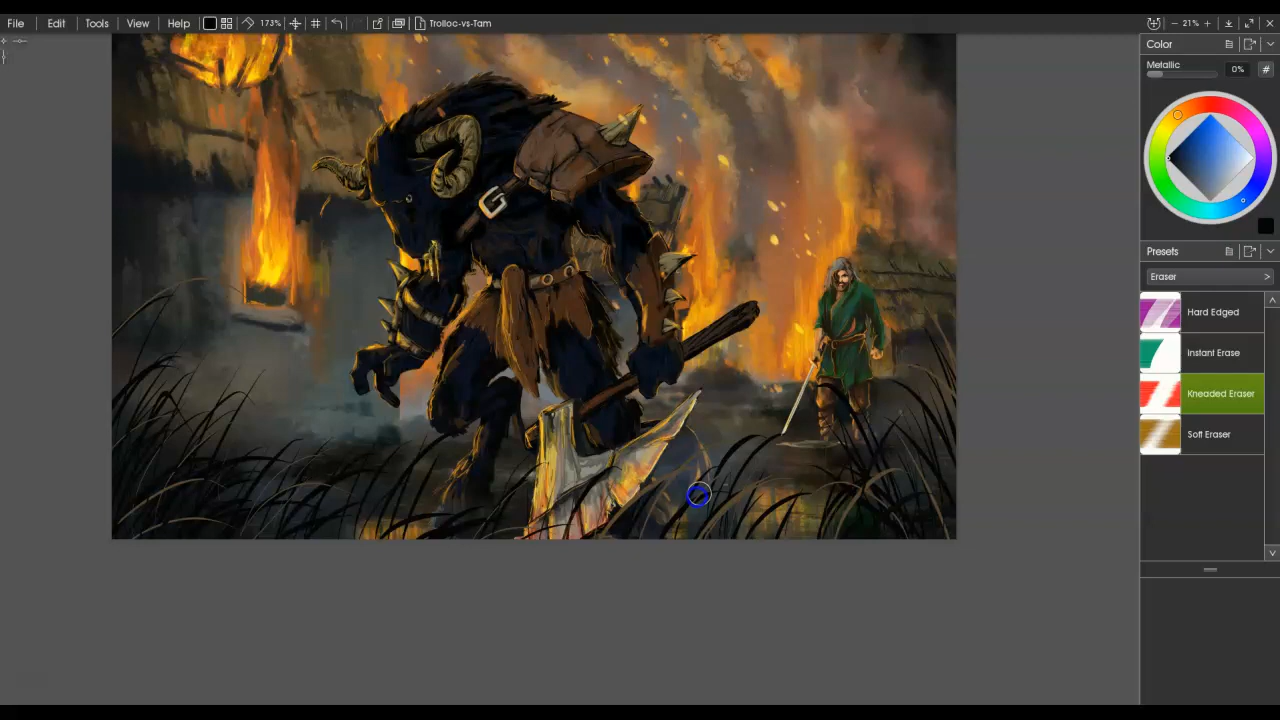 File Edit Tools View Help 173% Trolloc-vs-Tam 21%
Color
Metallic 0% #
Presets
Eraser >
Hard Edged
Instant Erase
Kneaded Eraser
Soft Eraser